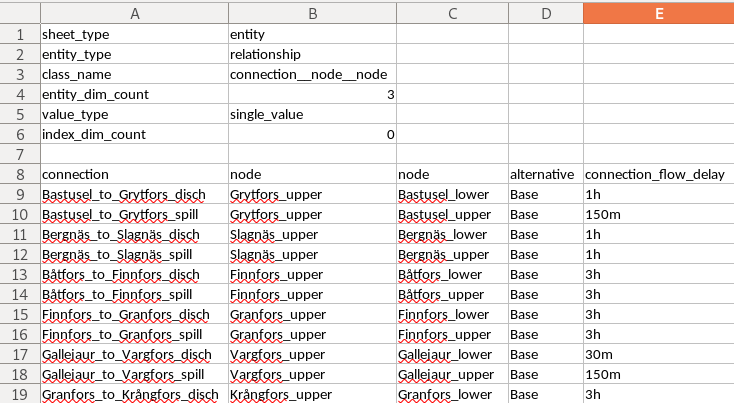 A B C D E
1 sheet_type entity
2 entity_type relationship
3 class_name connection__node__node
4 entity_dim_count 3
5 value_type single_value
6 index_dim_count 0
7
8 connection node node alternative connection_flow_delay
9 Bastusel_to_Grytfors_disch Grytfors_upper Bastusel_lower Base 1h
10 Bastusel_to_Grytfors_spill Grytfors_upper Bastusel_upper Base 150m
11 Bergnäs_to_Slagnäs_disch Slagnäs_upper Bergnäs_lower Base 1h
12 Bergnäs_to_Slagnäs_spill Slagnäs_upper Bergnäs_upper Base 1h
13 Båtfors_to_Finnfors_disch Finnfors_upper Båtfors_lower Base 3h
14 Båtfors_to_Finnfors_spill Finnfors_upper Båtfors_upper Base 3h
15 Finnfors_to_Granfors_disch Granfors_upper Finnfors_lower Base 3h
16 Finnfors_to_Granfors_spill Granfors_upper Finnfors_upper Base 3h
17 Gallejaur_to_Vargfors_disch Vargfors_upper Gallejaur_lower Base 30m
18 Gallejaur_to_Vargfors_spill Vargfors_upper Gallejaur_upper Base 150m
19 Granfors_to_Krångfors_disch Krångfors_upper Granfors_lower Base 3h